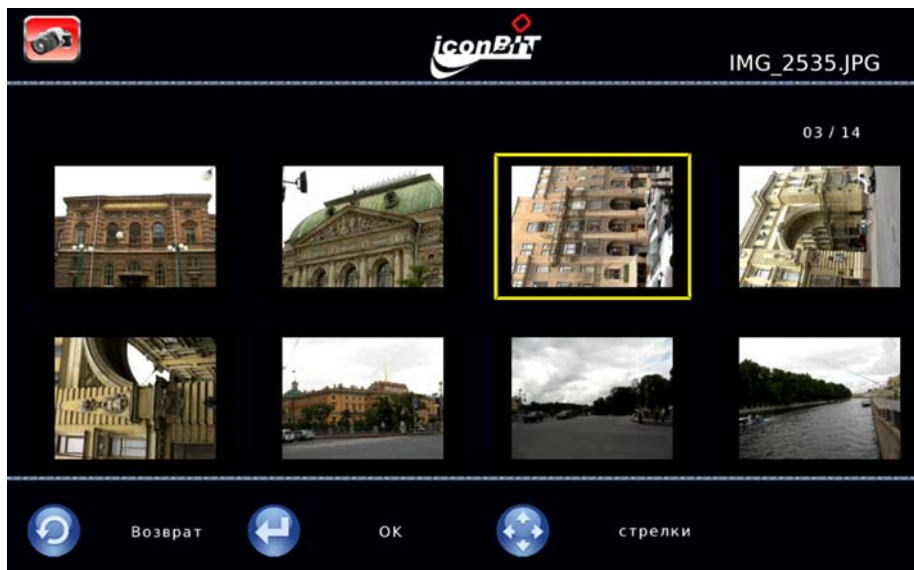 iconBIT
IMG_2535.JPG
03 / 14
Возврат
OK
стрелки